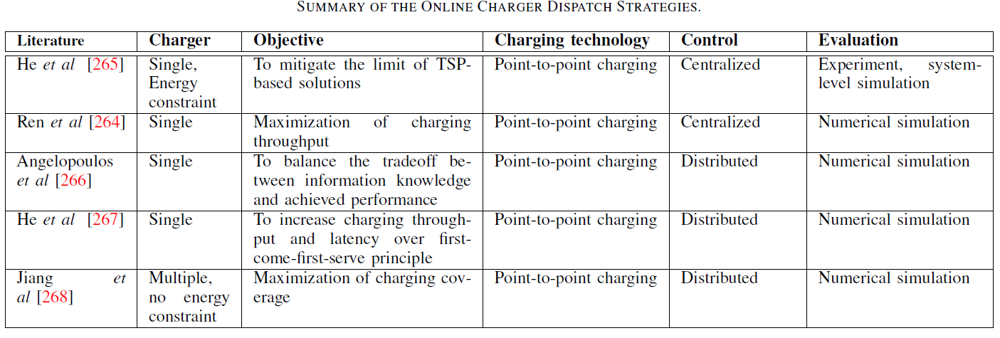 SUMMARY OF THE ONLINE CHARGER DISPATCH STRATEGIES.
Literature Charger Objective Charging technology Control Evaluation
He et al [265] Single, Energy constraint To mitigate the limit of TSP-based solutions Point-to-point charging Centralized Experiment, system-level simulation
Ren et al [264] Single Maximization of charging throughput Point-to-point charging Centralized Numerical simulation
Angelopoulos et al [266] Single To balance the tradeoff between information knowledge and achieved performance Point-to-point charging Distributed Numerical simulation
He et al [267] Single To increase charging throughput and latency over first-come-first-serve principle Point-to-point charging Distributed Numerical simulation
Jiang et al [268] Multiple, no energy constraint Maximization of charging coverage Point-to-point charging Distributed Numerical simulation